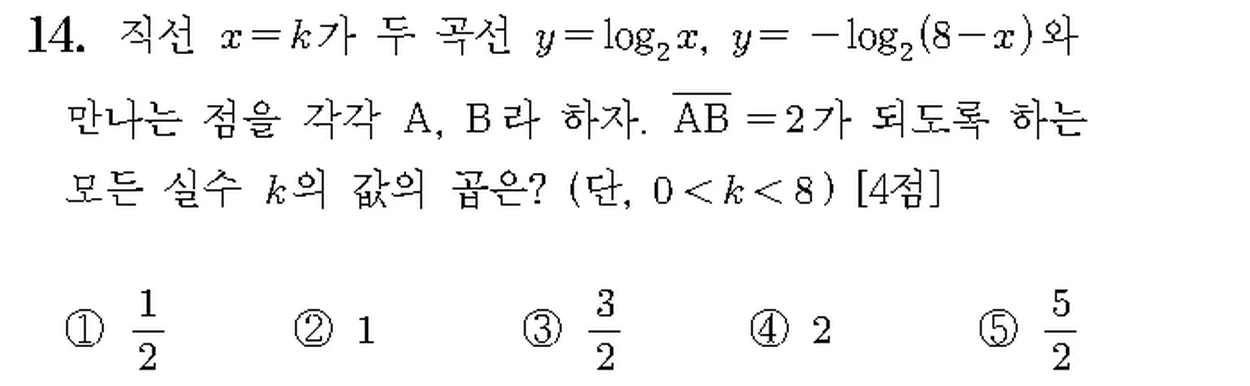 14. 직선 x=k가 두 곡선 y=log₂x, y= -log₂(8-x)와
만나는 점을 각각 A, B라 하자. A̅B̅=2가 되도록 하는
모든 실수 k의 값의 곱은? (단, 0<k<8) [4점]
① 1/2 ② 1 ③ 3/2 ④ 2 ⑤ 5/2